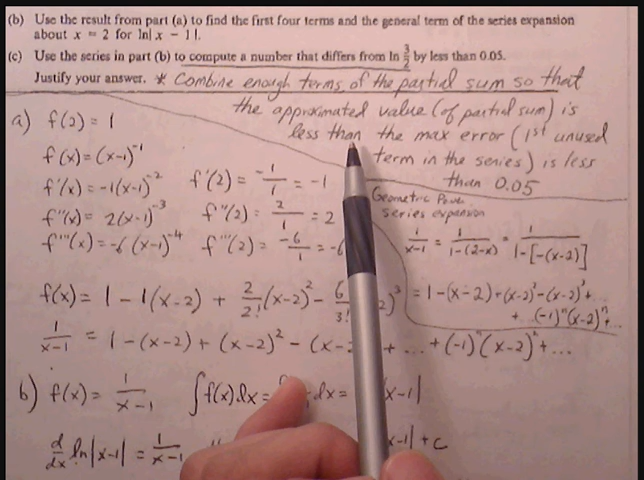 (b) Use the result from part (a) to find the first four terms and the general term of the series expansion
about x = 2 for ln|x − 1|.
(c) Use the series in part (b) to compute a number that differs from ln 3/2 by less than 0.05.
Justify your answer. * Combine enough terms of the partial sum so that
the approximated value (of partial sum) is
less than the max error (1st unused
term in the series) is less
than 0.05
a) f(2) = 1
f(x) = (x-1)^-1
f'(x) = -1(x-1)^-2 f'(2) = -1/1 = -1
f''(x) = 2(x-1)^-3 f''(2) = 2/1 = 2
f'''(x) = -6(x-1)^-4 f'''(2) = -6/1 = -6
Geometric Power
series expansion
1/(x-1) = 1/(1-(2-x)) = 1/(1-[-(x-2)])
= 1-(x-2)+(x-2)^2-(x-2)^3+...
+ (-1)^n(x-2)^n+...
f(x) = 1 - 1(x-2) + 2/2!(x-2)^2 - 6/3! 2)^3
1/(x-1) = 1 - (x-2) + (x-2)^2 - (x-2 + ... + (-1)^n(x-2)^n + ...
b) f(x) = 1/(x-1) ∫f(x)dx = ∫ dx = x-1|
d/dx ln|x-1| = 1/(x-1) x-1| + c